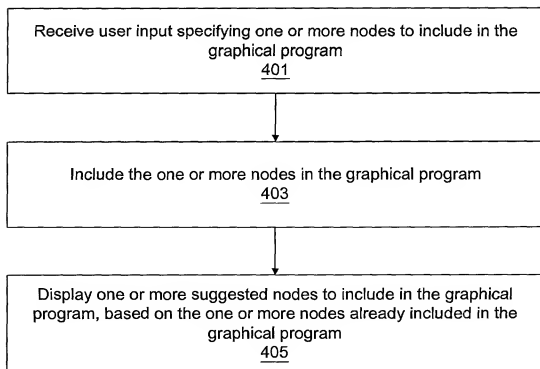 Receive user input specifying one or more nodes to include in the
graphical program
401
Include the one or more nodes in the graphical program
403
Display one or more suggested nodes to include in the graphical
program, based on the one or more nodes already included in the
graphical program
405